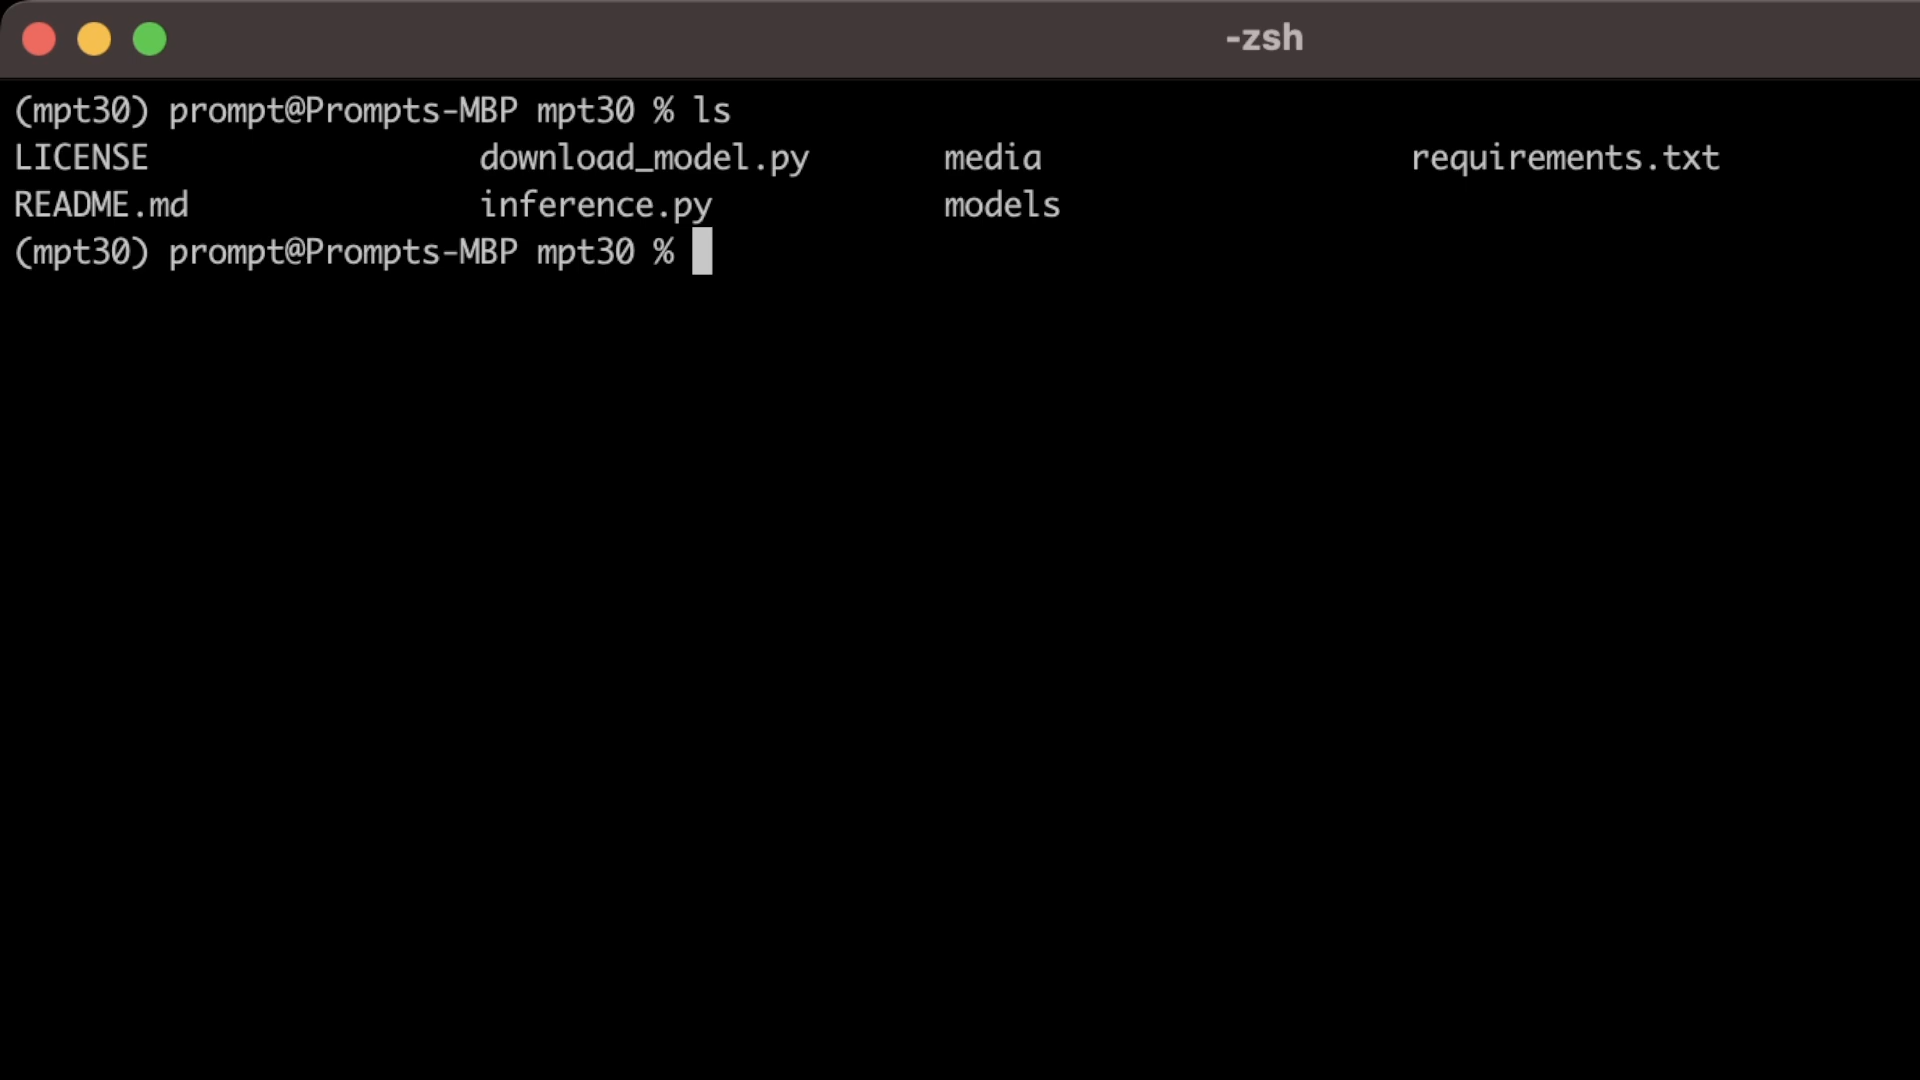 -zsh
(mpt30) prompt@Prompts-MBP mpt30 % ls
LICENSE download_model.py media requirements.txt
README.md inference.py models
(mpt30) prompt@Prompts-MBP mpt30 %